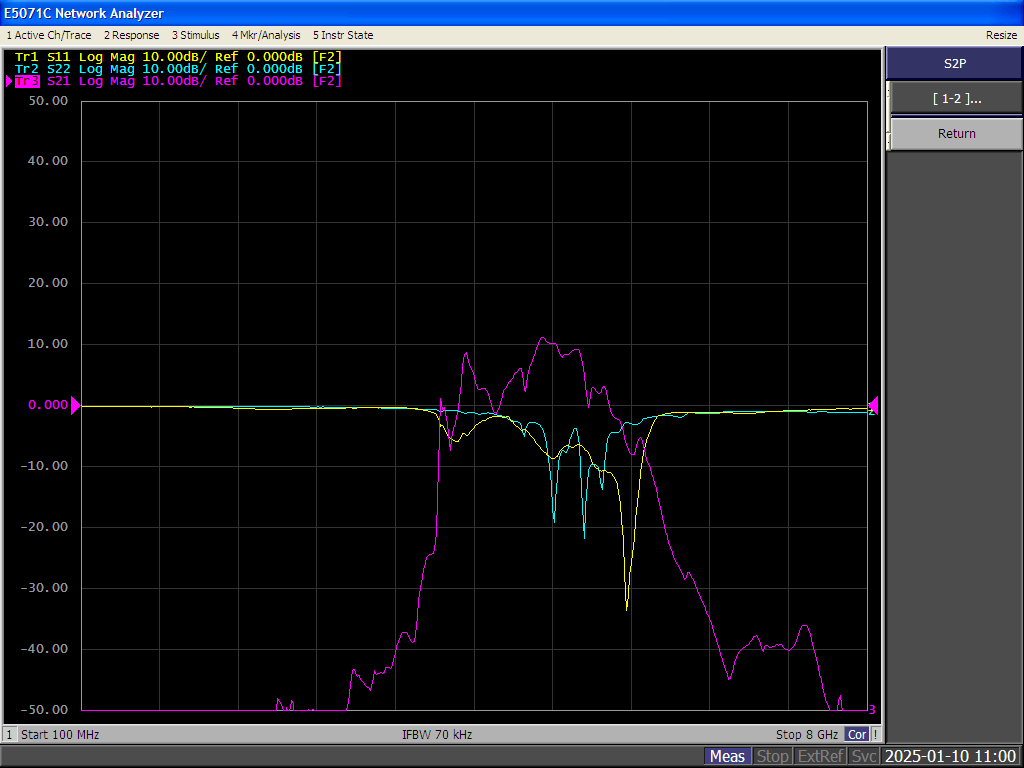 E5071C Network Analyzer
1 Active Ch/Trace 2 Response 3 Stimulus 4 Mkr/Analysis 5 Instr State Resize
Tr1 S11 Log Mag 10.00dB/ Ref 0.000dB [F2]
Tr2 S22 Log Mag 10.00dB/ Ref 0.000dB [F2]
Tr3 S21 Log Mag 10.00dB/ Ref 0.000dB [F2]
S2P
[ 1-2 ]...
Return
50.00
40.00
30.00
20.00
10.00
0.000
-10.00
-20.00
-30.00
-40.00
-50.00
3
1 Start 100 MHz IFBW 70 kHz Stop 8 GHz Cor !
Meas Stop ExtRef Svc 2025-01-10 11:00